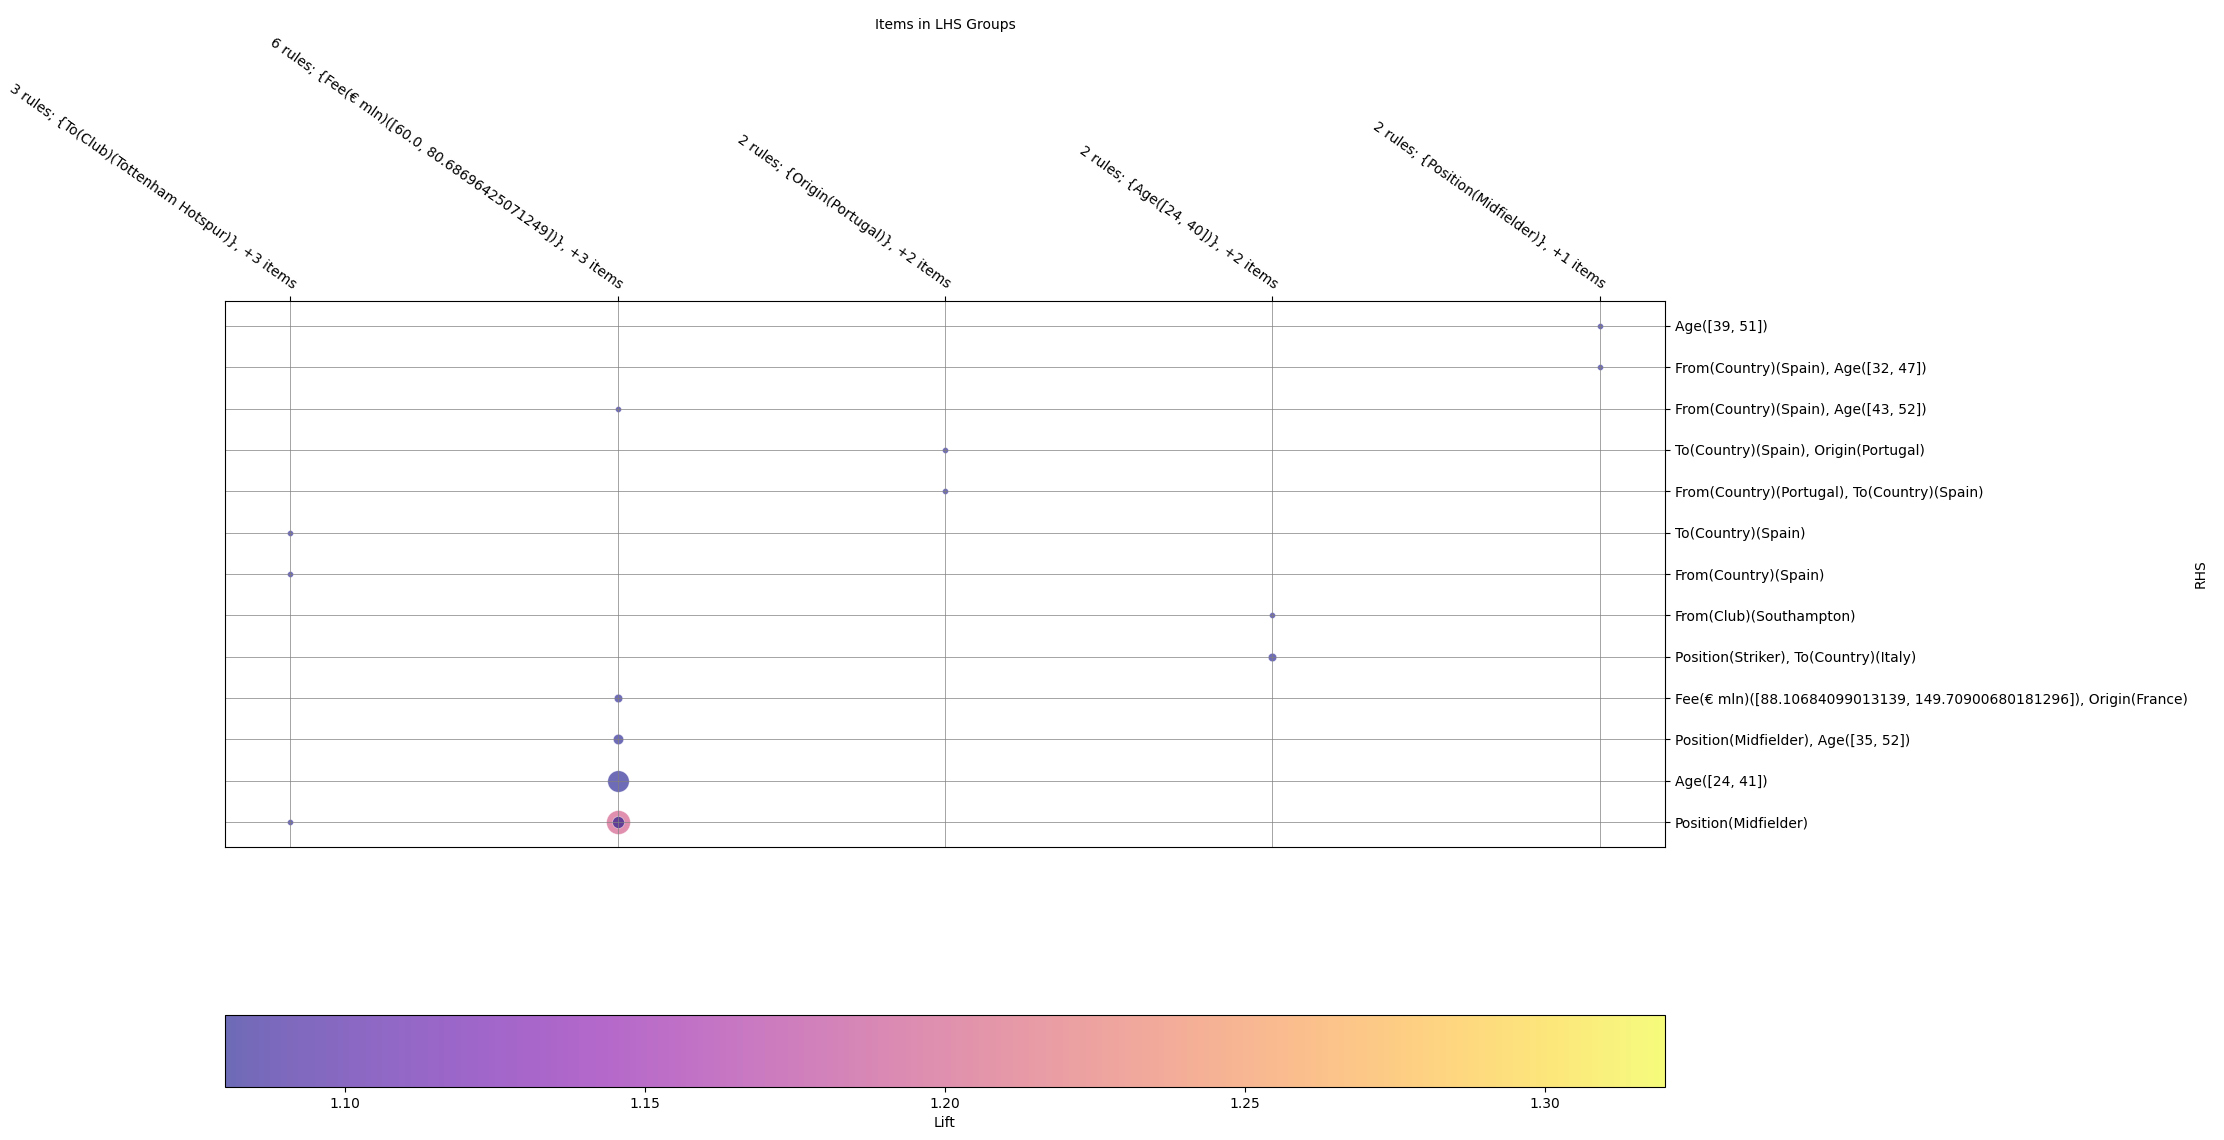 Items in LHS Groups
3 rules; {To(Club)(Tottenham Hotspur)}, +3 items
6 rules; {Fee(€ mln)([60.0, 80.68696425071249])}, +3 items
2 rules; {Origin(Portugal)}, +2 items
2 rules; {Age([24, 40])}, +2 items
2 rules; {Position(Midfielder)}, +1 items
Age([39, 51])
From(Country)(Spain), Age([32, 47])
From(Country)(Spain), Age([43, 52])
To(Country)(Spain), Origin(Portugal)
From(Country)(Portugal), To(Country)(Spain)
To(Country)(Spain)
From(Country)(Spain)
From(Club)(Southampton)
Position(Striker), To(Country)(Italy)
Fee(€ mln)([88.10684099013139, 149.70900680181296]), Origin(France)
Position(Midfielder), Age([35, 52])
Age([24, 41])
Position(Midfielder)
RHS
1.10 1.15 1.20 1.25 1.30
Lift